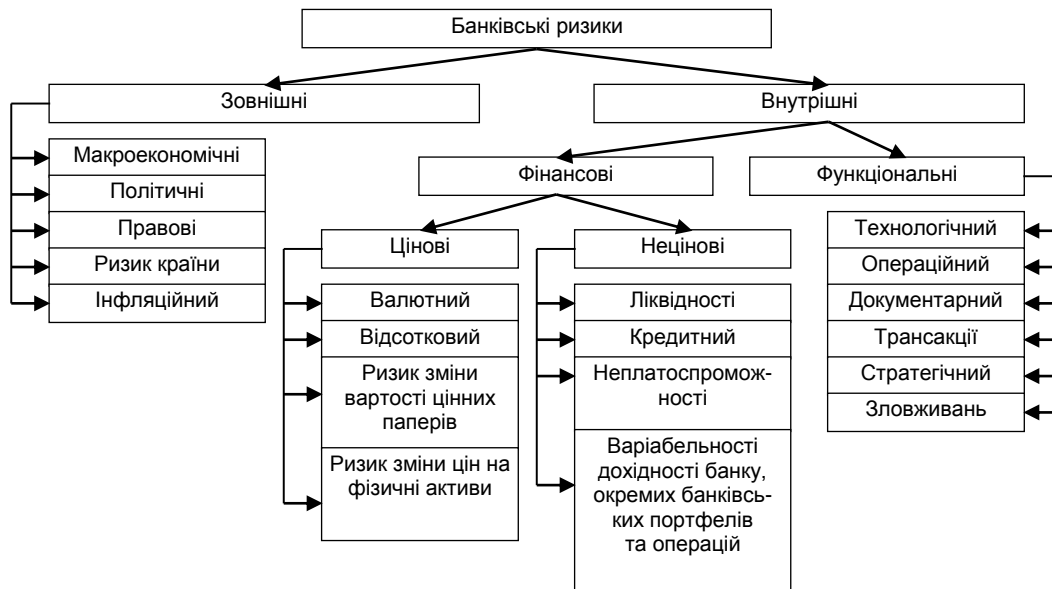 Банківські ризики
Зовнішні
Внутрішні
Макроекономічні
Політичні
Правові
Ризик країни
Інфляційний
Фінансові
Функціональні
Цінові
Нецінові
Валютний
Відсотковий
Ризик зміни
вартості цінних
паперів
Ризик зміни цін на
фізичні активи
Ліквідності
Кредитний
Неплатоспромож-
ності
Варіабельності
дохідності банку,
окремих банківсь-
ких портфелів
та операцій
Технологічний
Операційний
Документарний
Трансакції
Стратегічний
Зловживань